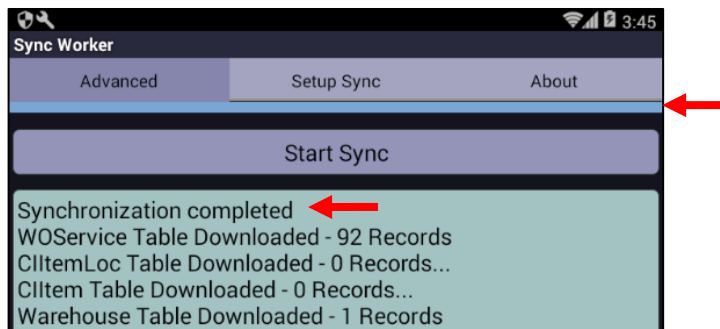 3:45
Sync Worker
Advanced Setup Sync About
Start Sync
Synchronization completed
WOService Table Downloaded - 92 Records
CIItemLoc Table Downloaded - 0 Records...
CIItem Table Downloaded - 0 Records...
Warehouse Table Downloaded - 1 Records